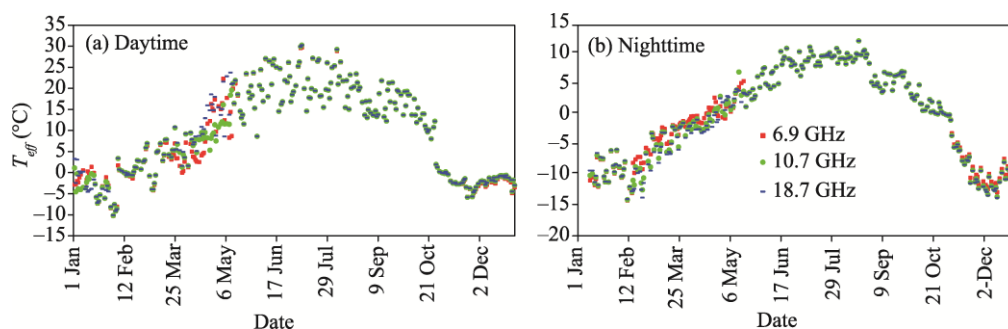 (a) Daytime
35
30
25
20
15
10
5
0
−5
−10
−15
T_eff (°C)
1 Jan
12 Feb
25 Mar
6 May
17 Jun
29 Jul
9 Sep
21 Oct
2 Dec
Date
(b) Nighttime
15
10
5
0
−5
−10
−15
−20
6.9 GHz
10.7 GHz
18.7 GHz
1 Jan
12 Feb
25 Mar
6 May
17 Jun
29 Jul
9 Sep
21 Oct
2-Dec
Date